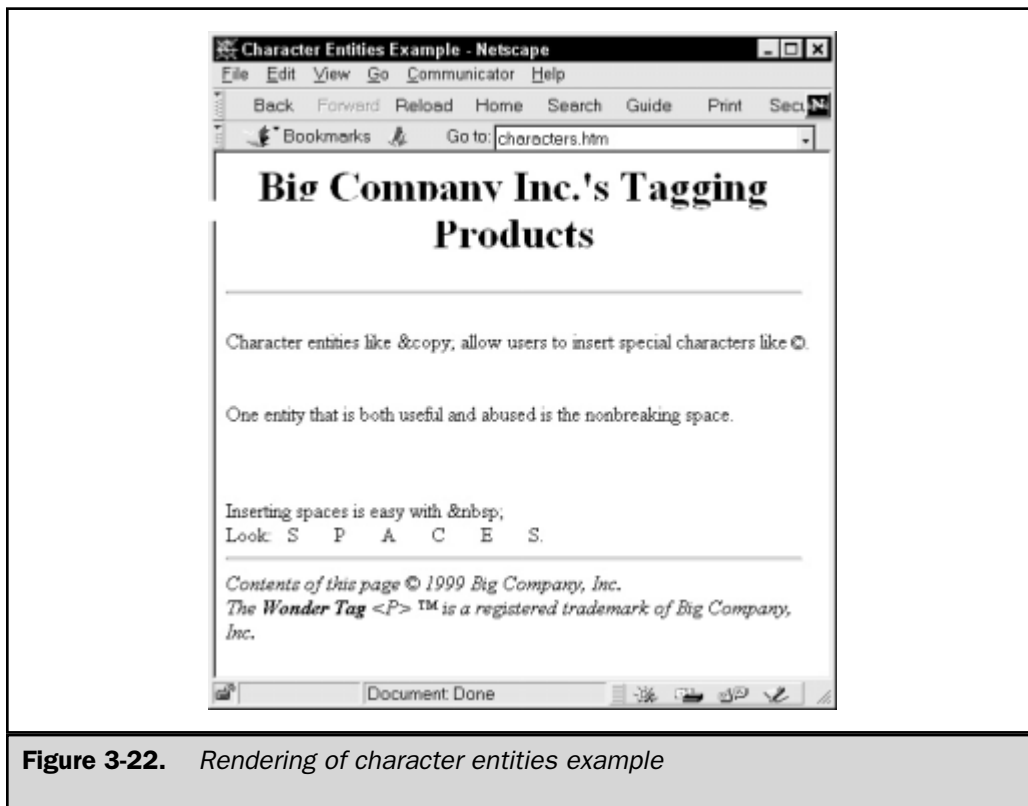 Character Entities Example - Netscape
File Edit View Go Communicator Help
Back Forward Reload Home Search Guide Print Secu N
Bookmarks Go to: characters.htm
Big Company Inc.'s Tagging
Products
Character entities like &copy; allow users to insert special characters like ©.
One entity that is both useful and abused is the nonbreaking space.
Inserting spaces is easy with &nbsp;
Look: S P A C E S.
Contents of this page © 1999 Big Company, Inc.
The Wonder Tag <P> ™ is a registered trademark of Big Company,
Inc.
Document: Done
Figure 3-22. Rendering of character entities example